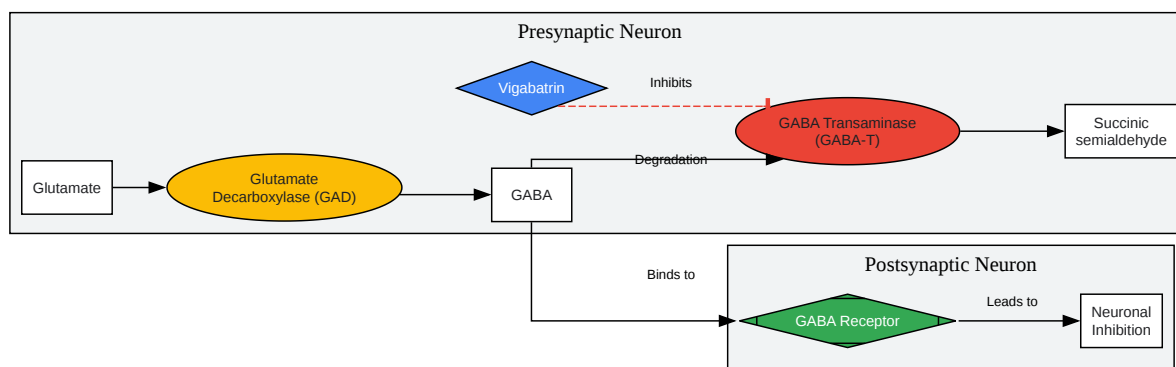 Presynaptic Neuron
Vigabatrin
Inhibits
GABA Transaminase
(GABA-T)
Succinic
semialdehyde
Degradation
Glutamate
Glutamate
Decarboxylase (GAD)
GABA
Binds to
Postsynaptic Neuron
GABA Receptor
Leads to
Neuronal
Inhibition